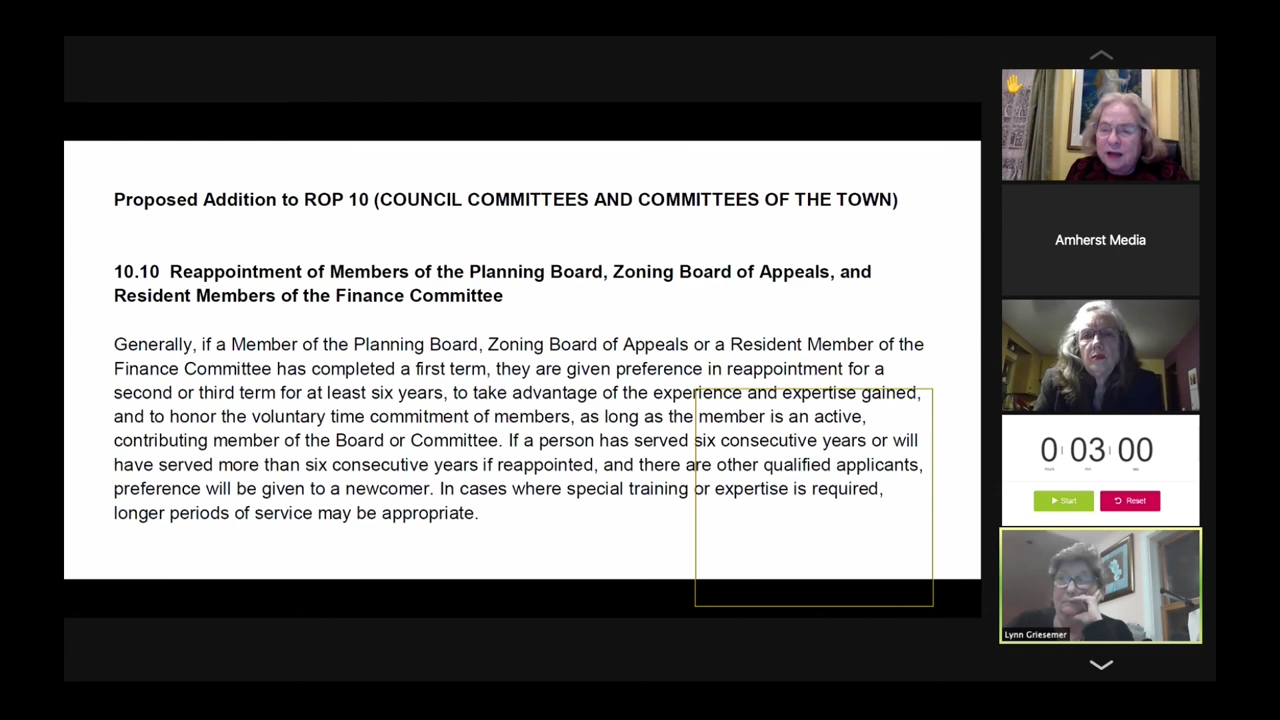 Proposed Addition to ROP 10 (COUNCIL COMMITTEES AND COMMITTEES OF THE TOWN)
10.10 Reappointment of Members of the Planning Board, Zoning Board of Appeals, and
Resident Members of the Finance Committee
Generally, if a Member of the Planning Board, Zoning Board of Appeals or a Resident Member of the
Finance Committee has completed a first term, they are given preference in reappointment for a
second or third term for at least six years, to take advantage of the experience and expertise gained,
and to honor the voluntary time commitment of members, as long as the member is an active,
contributing member of the Board or Committee. If a person has served six consecutive years or will
have served more than six consecutive years if reappointed, and there are other qualified applicants,
preference will be given to a newcomer. In cases where special training or expertise is required,
longer periods of service may be appropriate.
Amherst Media
0 03 00
Start Reset
Lynn Griesemer